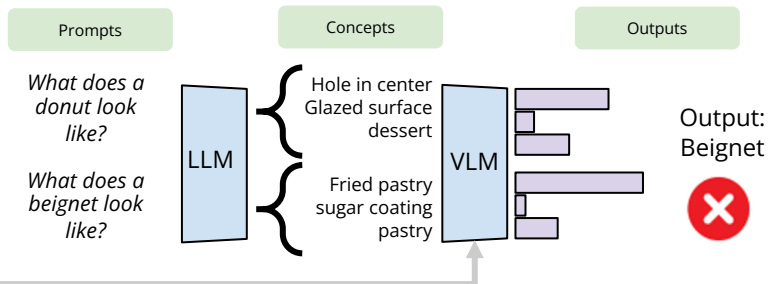 Prompts
Concepts
Outputs
What does a
donut look
like?
What does a
beignet look
like?
LLM
Hole in center
Glazed surface
dessert
Fried pastry
sugar coating
pastry
VLM
Output:
Beignet